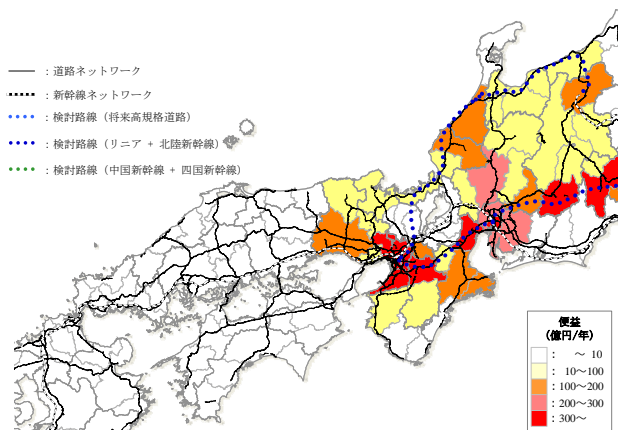 ：道路ネットワーク
：新幹線ネットワーク
：検討路線（将来高規格道路）
：検討路線（リニア + 北陸新幹線）
：検討路線（中国新幹線 + 四国新幹線）
便益
(億円/年)
： ～ 10
： 10～100
：100～200
：200～300
：300～